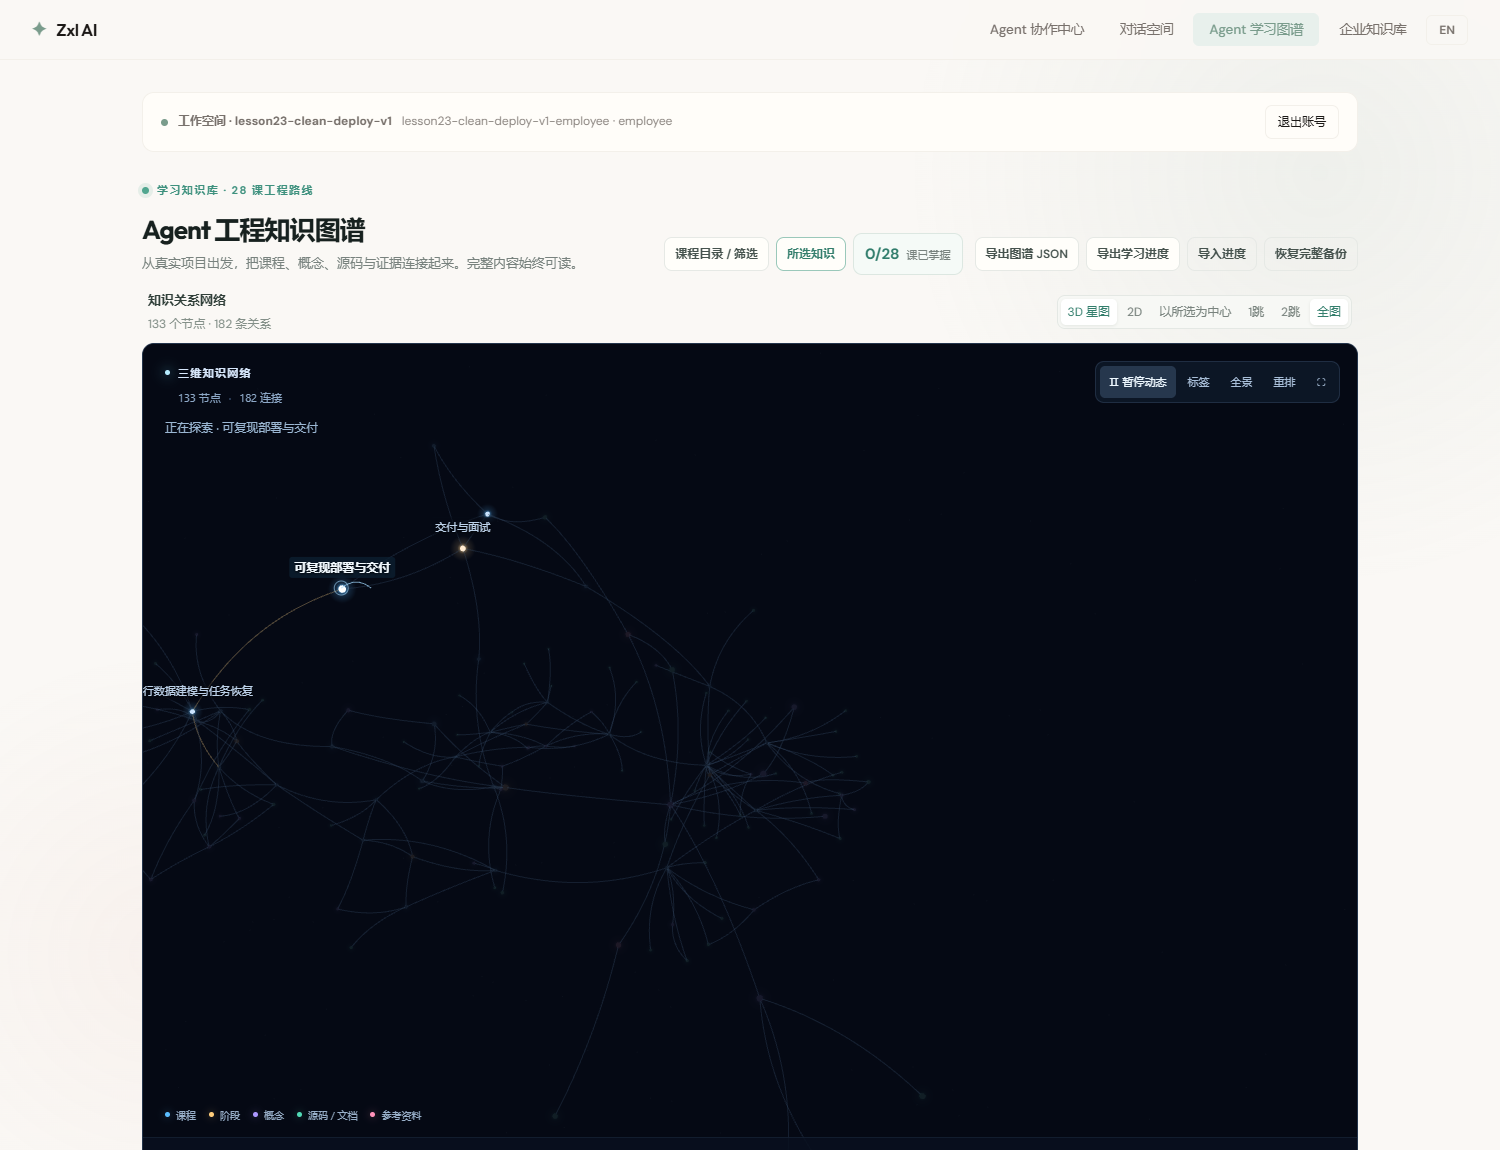 Zxl AI
Agent 协作中心
对话空间
Agent 学习图谱
企业知识库
EN
工作空间 · lesson23-clean-deploy-v1 lesson23-clean-deploy-v1-employee · employee
退出账号
学习知识库 · 28 课工程路线
Agent 工程知识图谱
从真实项目出发，把课程、概念、源码与证据连接起来。完整内容始终可读。
课程目录 / 筛选
所选知识
0/28 课已掌握
导出图谱 JSON
导出学习进度
导入进度
恢复完整备份
知识关系网络
133 个节点 · 182 条关系
3D 星图
2D
以所选为中心
1跳
2跳
全图
三维知识网络
133 节点 · 182 连接
正在探索 · 可复现部署与交付
暂停动态
标签
全景
重排
交付与面试
可复现部署与交付
行数据建模与任务恢复
课程
阶段
概念
源码 / 文档
参考资料